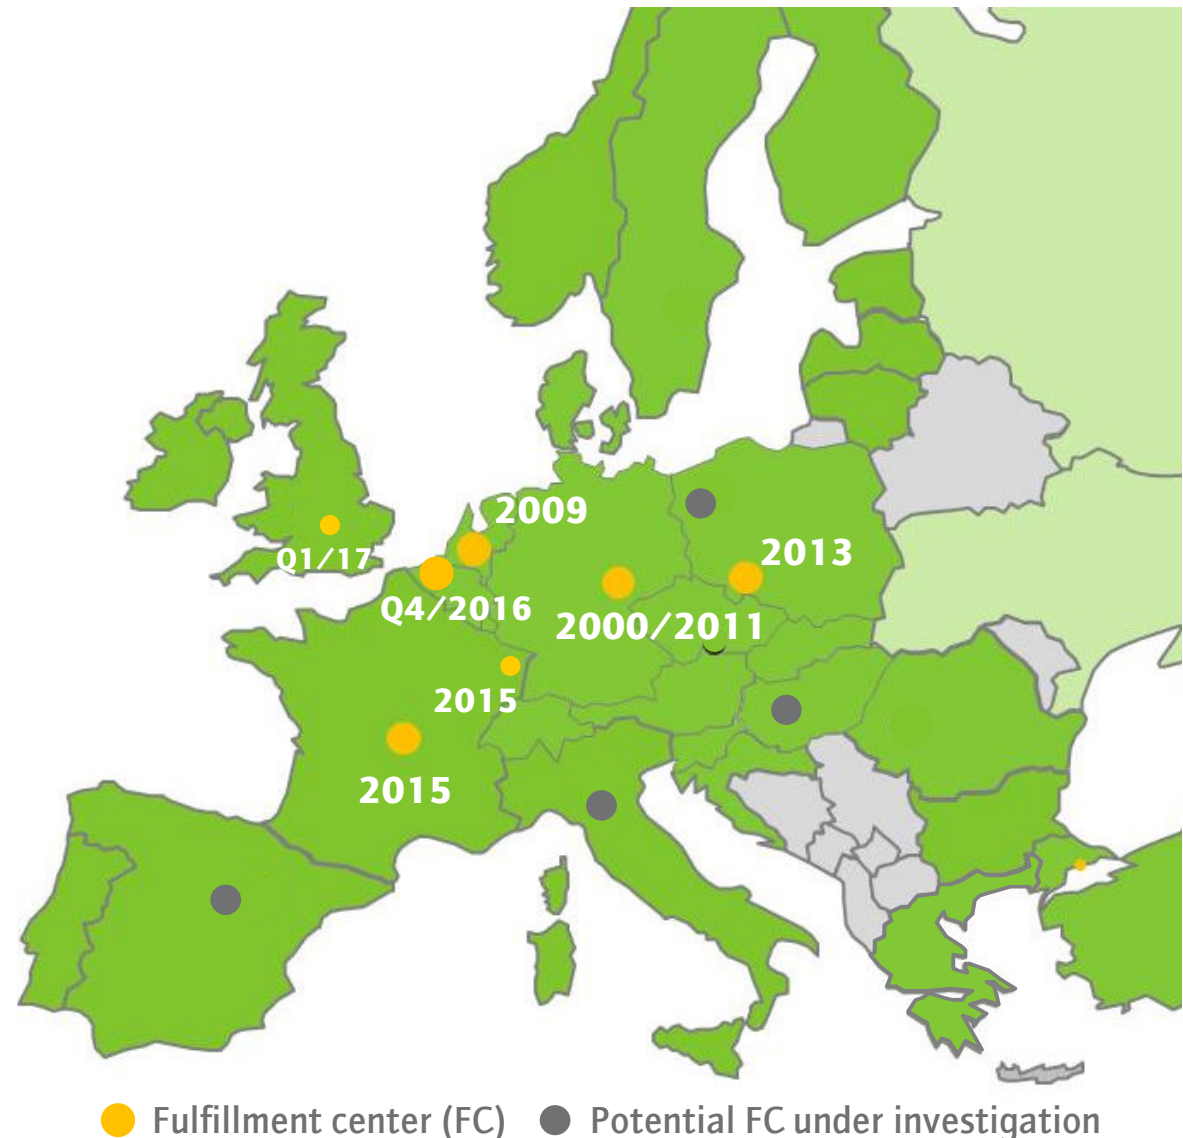 2009
2013
Q1/17
Q4/2016
2000/2011
2015
2015
Fulfillment center (FC)
Potential FC under investigation